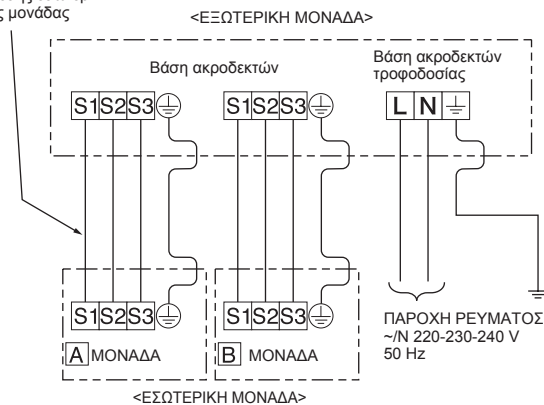 ς μονάδας
<ΕΞΩΤΕΡΙΚΗ ΜΟΝΑΔΑ>
Βάση ακροδεκτών
Βάση ακροδεκτών
τροφοδοσίας
S1 S2 S3
S1 S2 S3
L N
S1 S2 S3
S1 S2 S3
A ΜΟΝΑΔΑ
B ΜΟΝΑΔΑ
ΠΑΡΟΧΗ ΡΕΥΜΑΤΟΣ
~/N 220-230-240 V
50 Hz
<ΕΣΩΤΕΡΙΚΗ ΜΟΝΑΔΑ>